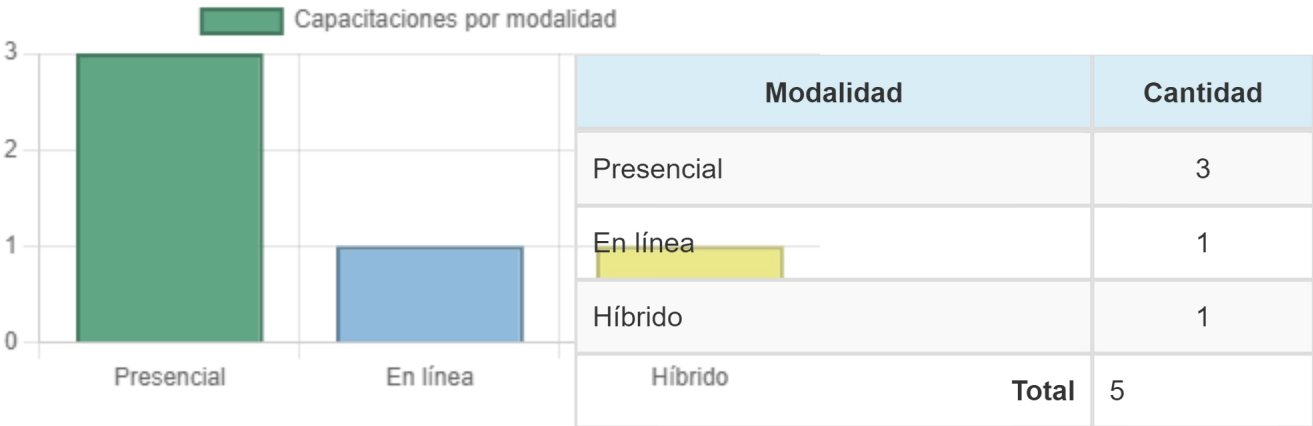 Capacitaciones por modalidad
3
2
1
0
Presencial En línea Híbrido
Modalidad Cantidad
Presencial 3
En línea 1
Híbrido 1
Total 5